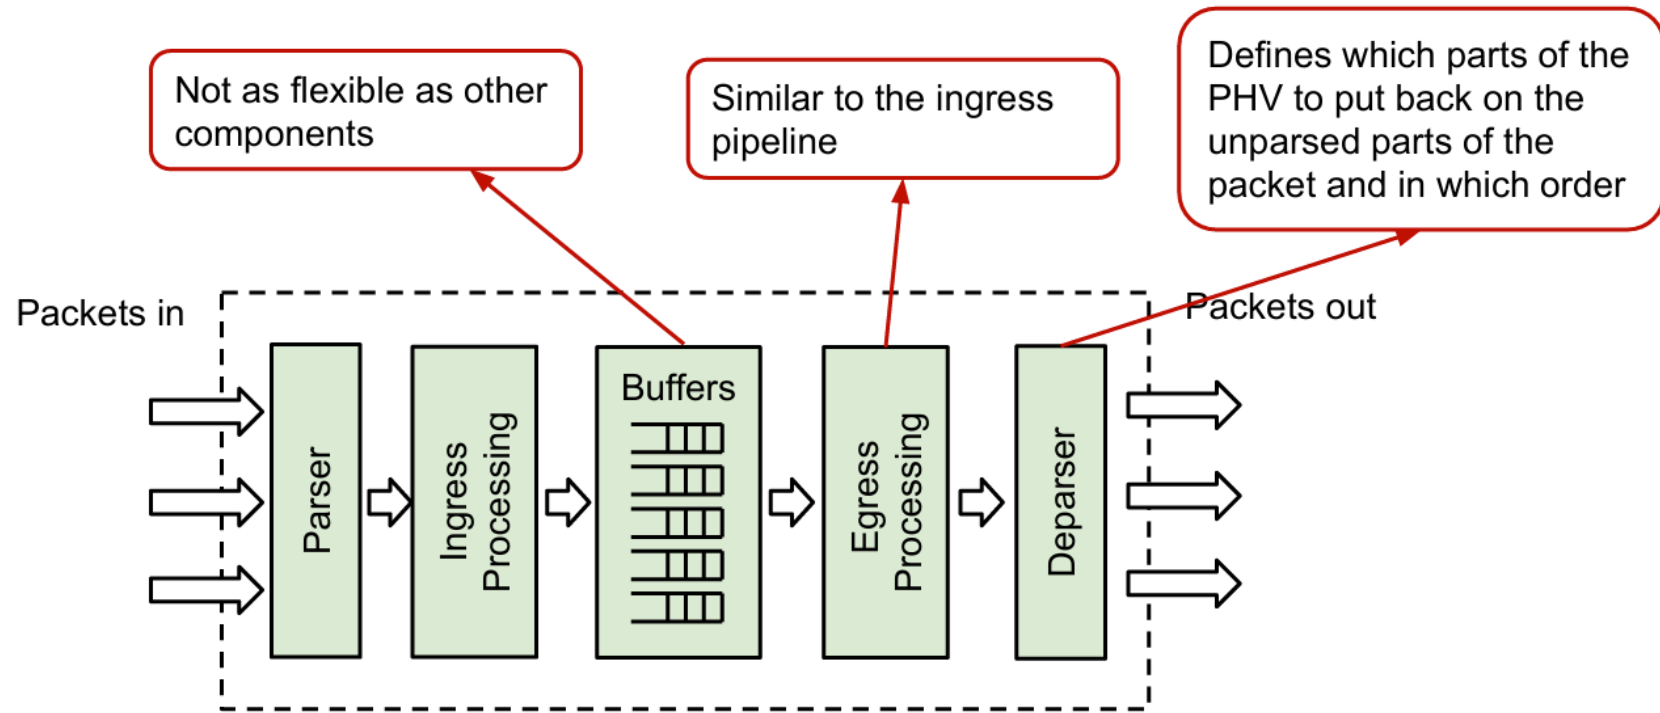 Not as flexible as other
components
Similar to the ingress
pipeline
Defines which parts of the
PHV to put back on the
unparsed parts of the
packet and in which order
Packets in
Packets out
Parser
Ingress
Processing
Buffers
Egress
Processing
Deparser